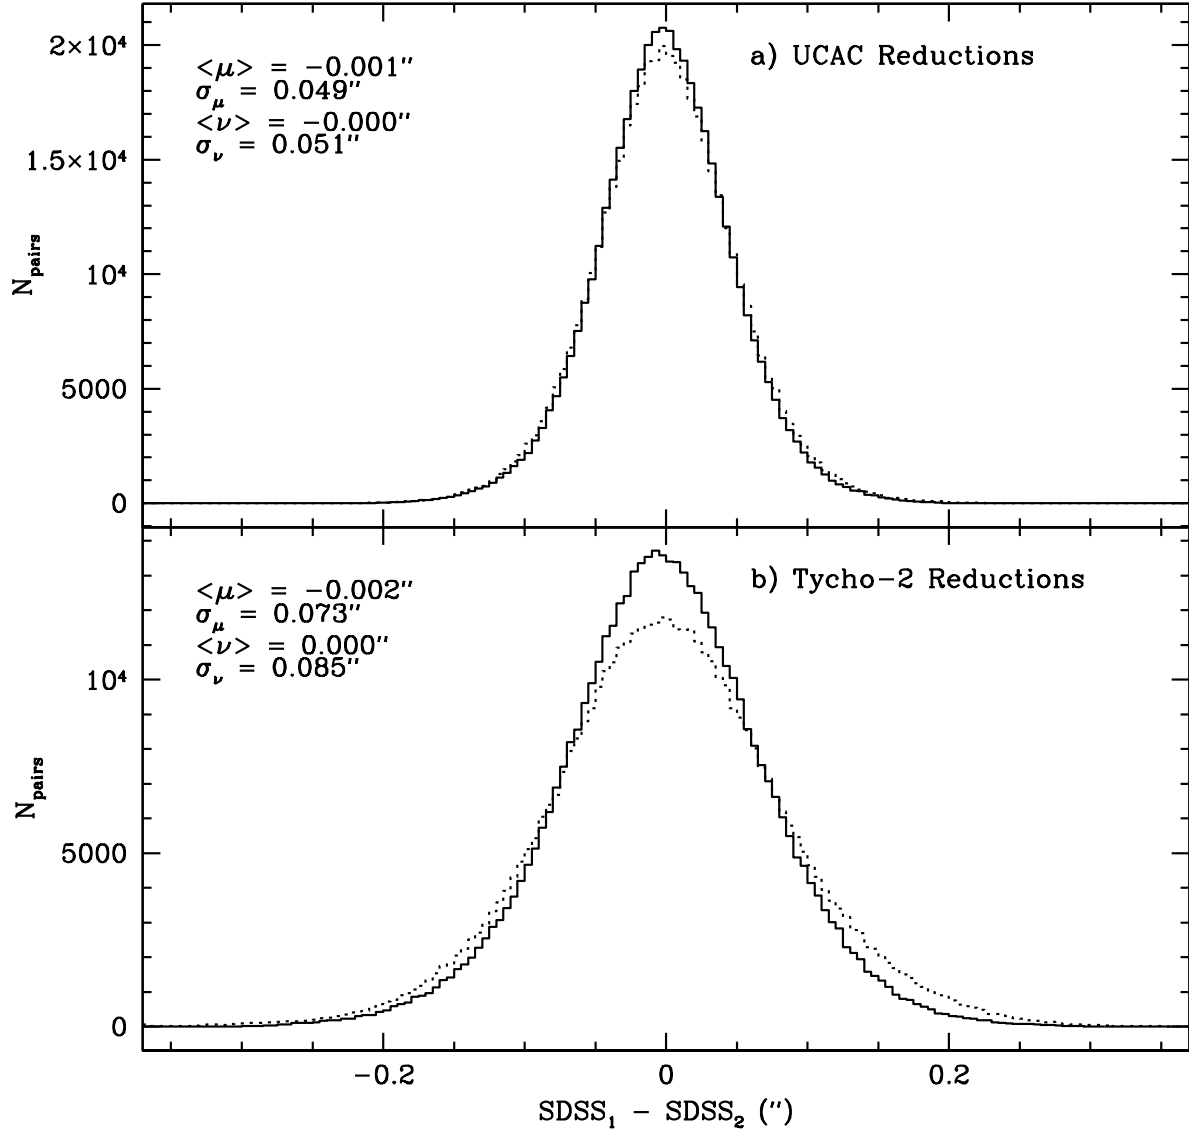 2×10⁴
1.5×10⁴
10⁴
5000
0
N_pairs
<μ> = −0.001″
σ_μ = 0.049″
<ν> = −0.000″
σ_ν = 0.051″
a) UCAC Reductions
10⁴
5000
0
N_pairs
<μ> = −0.002″
σ_μ = 0.073″
<ν> = 0.000″
σ_ν = 0.085″
b) Tycho−2 Reductions
−0.2 0 0.2
SDSS₁ − SDSS₂ (″)